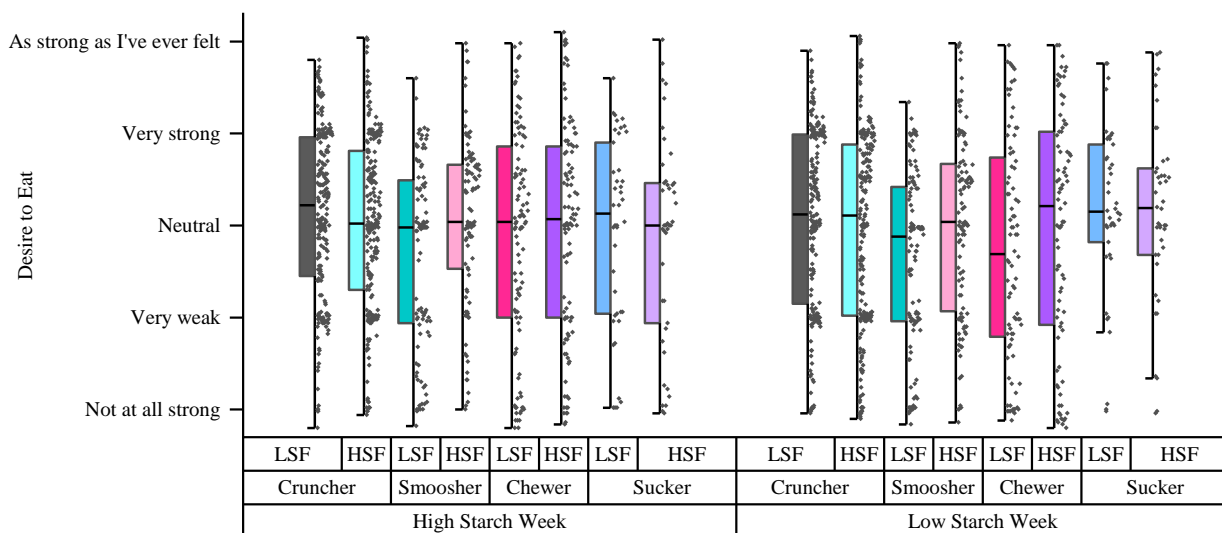 Desire to Eat
As strong as I've ever felt
Very strong
Neutral
Very weak
Not at all strong
LSF HSF LSF HSF LSF HSF LSF HSF LSF HSF LSF HSF LSF HSF LSF HSF
Cruncher Smoosher Chewer Sucker Cruncher Smoosher Chewer Sucker
High Starch Week Low Starch Week